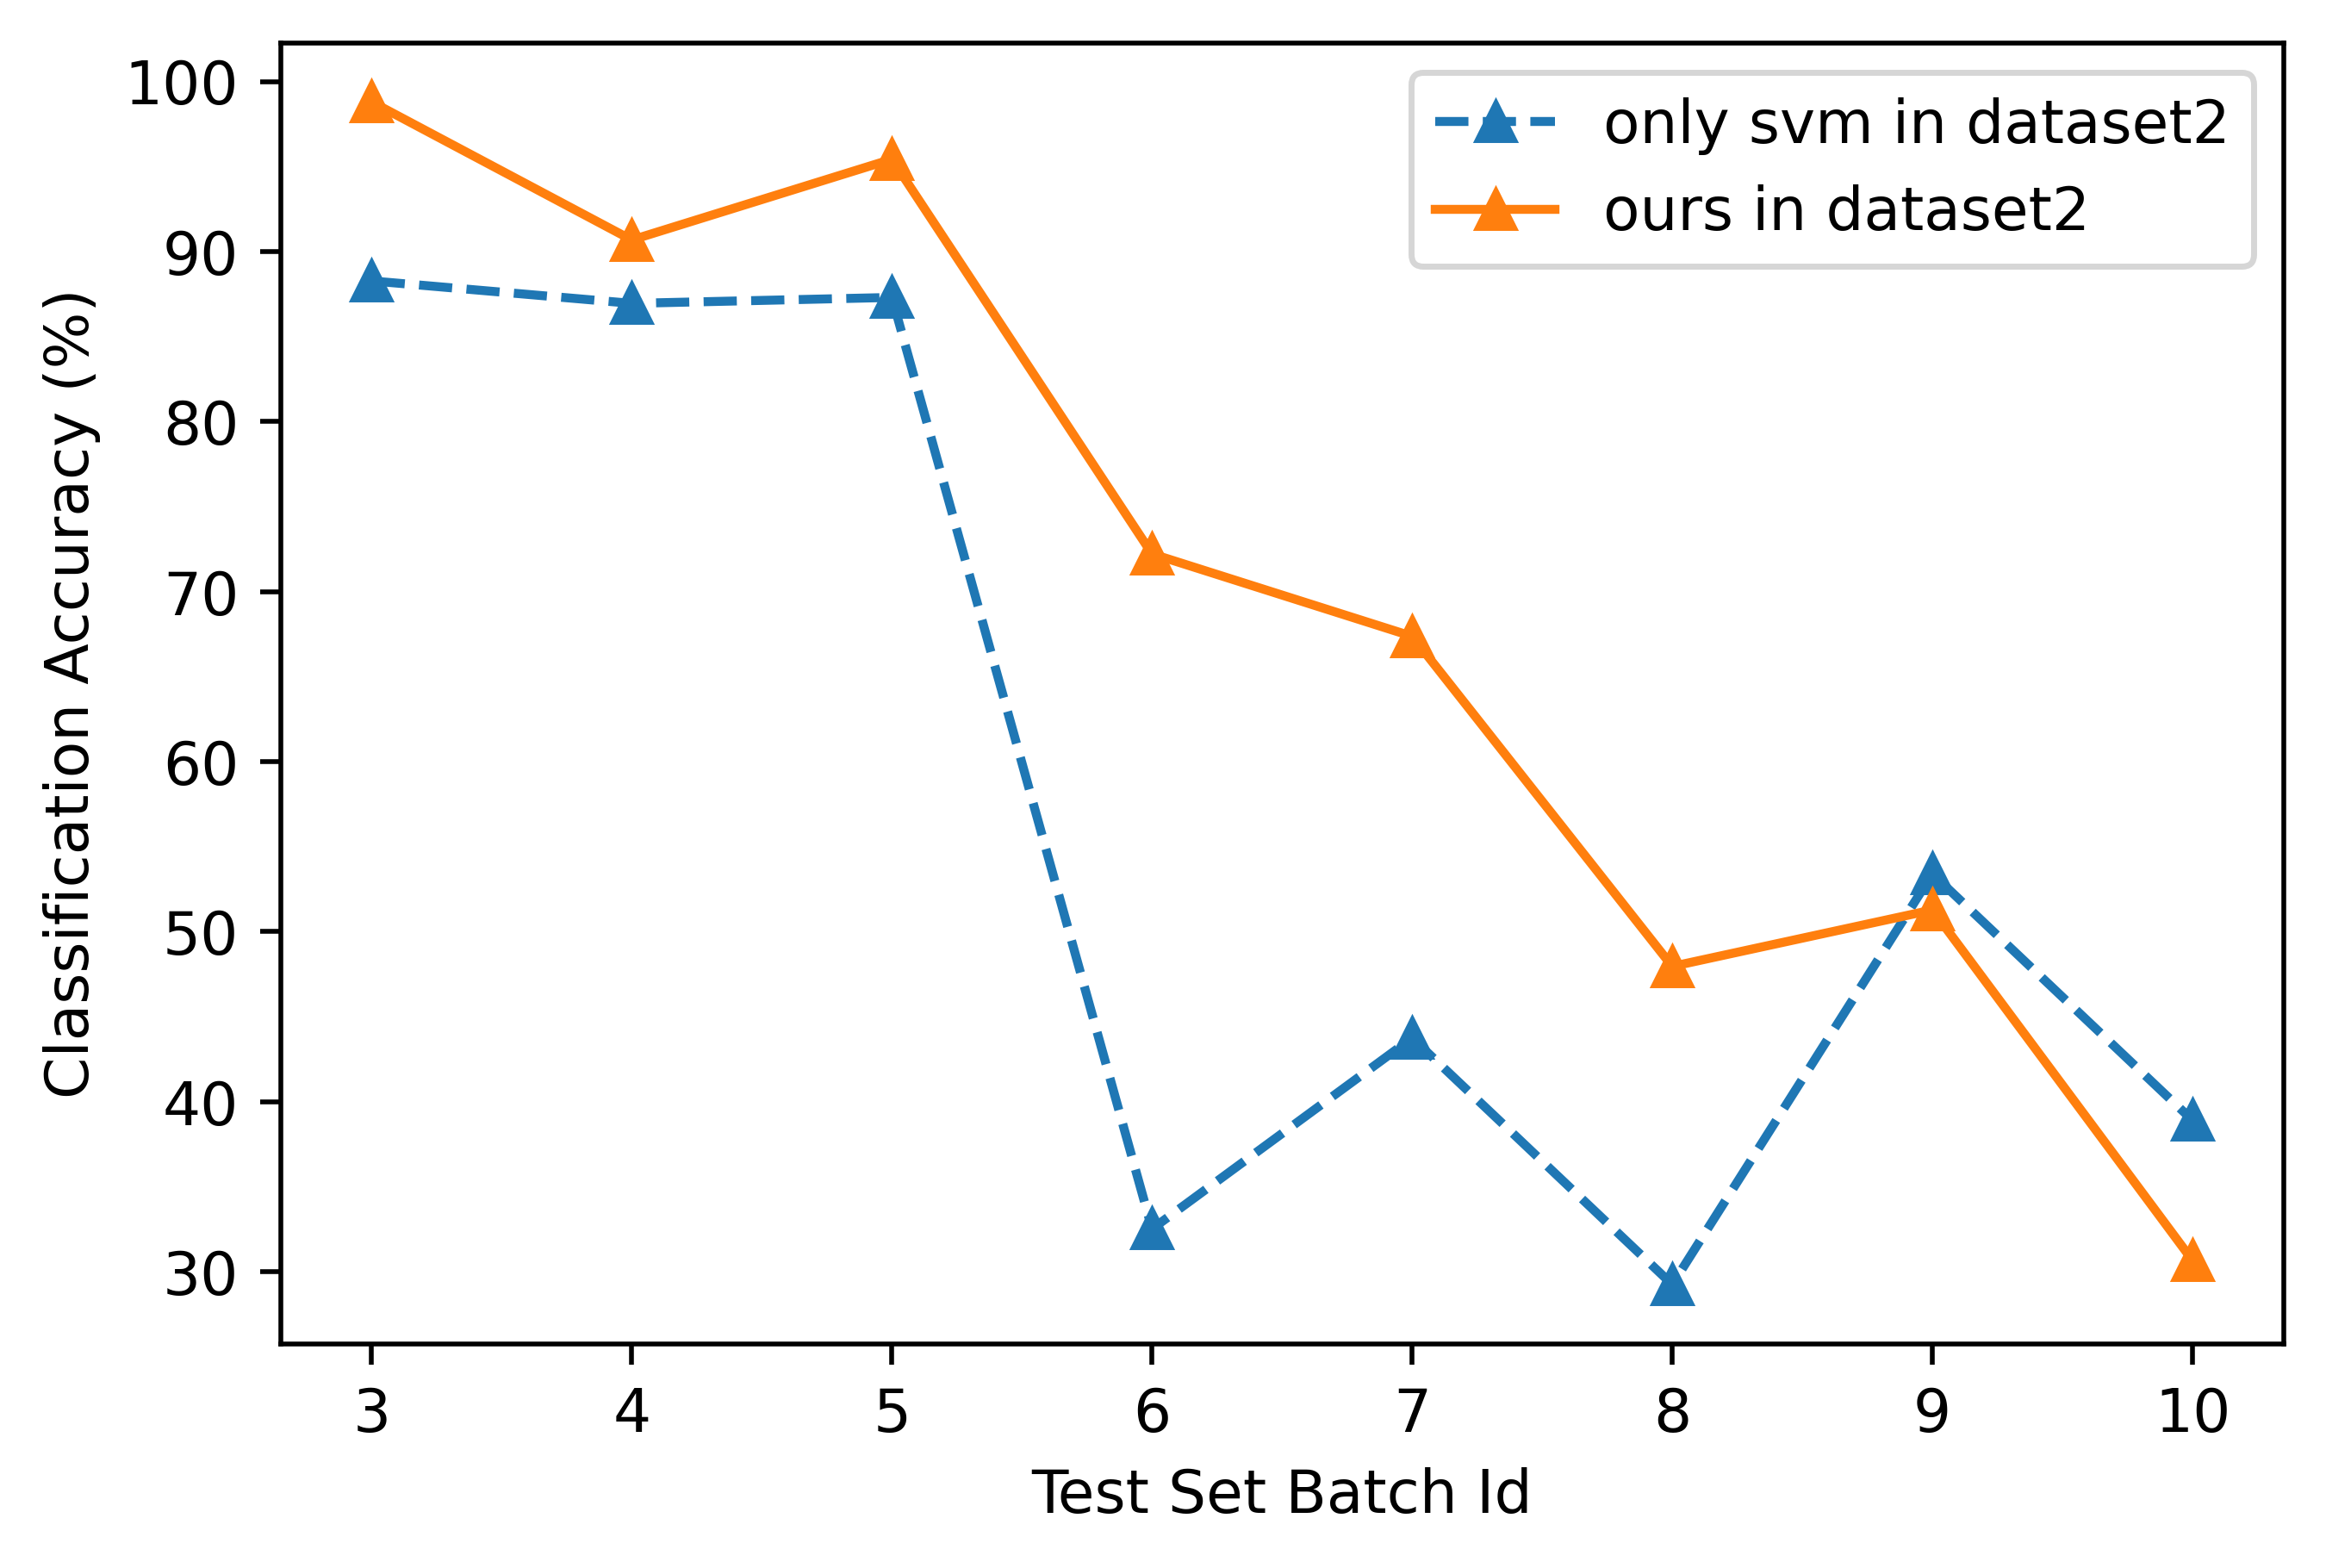 Classification Accuracy (%)
100
90
80
70
60
50
40
30
only svm in dataset2
ours in dataset2
3 4 5 6 7 8 9 10
Test Set Batch Id